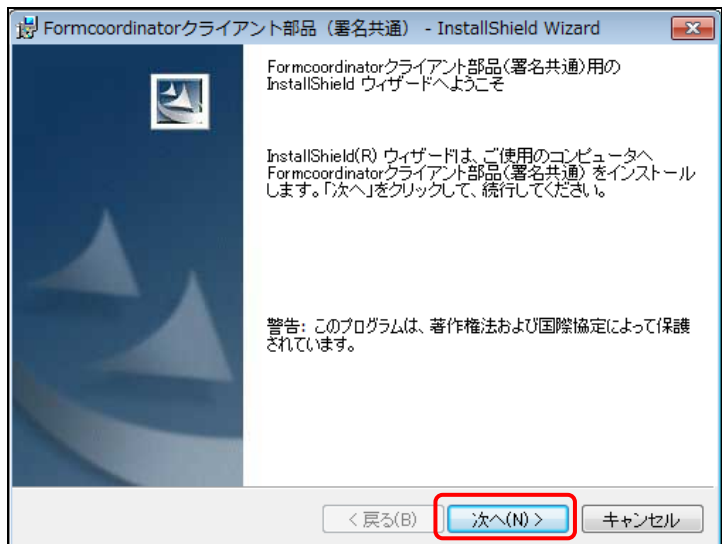 Formcoordinatorクライアント部品（署名共通） - InstallShield Wizard
Formcoordinatorクライアント部品(署名共通)用の
InstallShield ウィザードへようこそ
InstallShield(R) ウィザードは、ご使用のコンピュータへ
Formcoordinatorクライアント部品(署名共通) をインストール
します。「次へ」をクリックして、続行してください。
警告: このプログラムは、著作権法および国際協定によって保護
されています。
< 戻る(B)
次へ(N) >
キャンセル